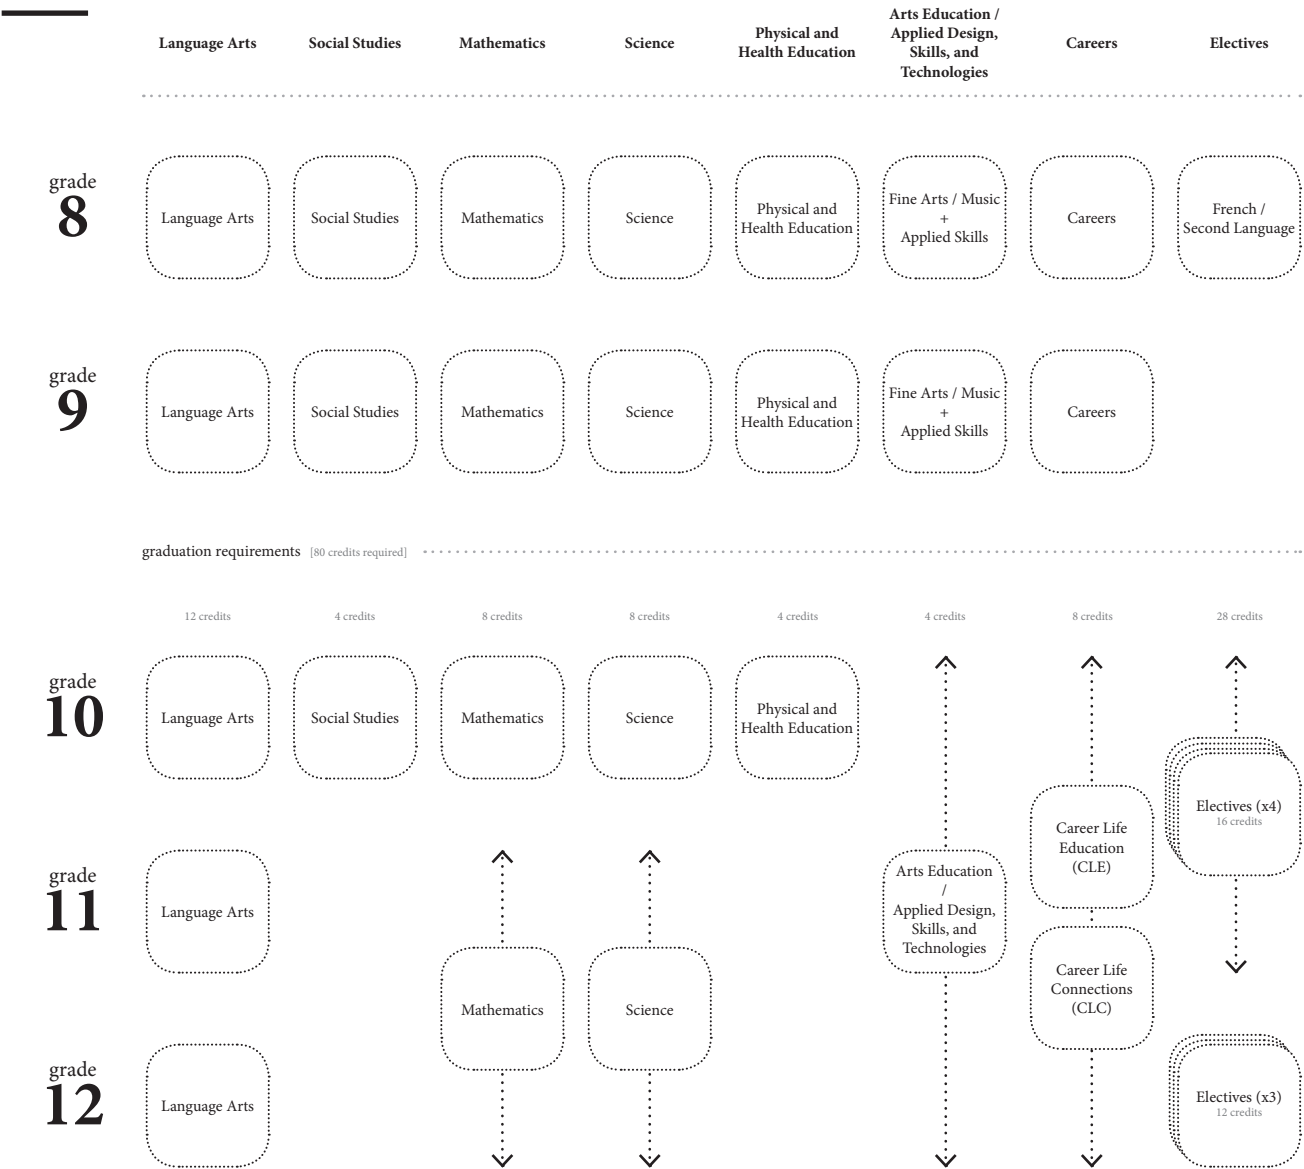 Language Arts
Social Studies
Mathematics
Science
Physical and
Health Education
Arts Education /
Applied Design,
Skills, and
Technologies
Careers
Electives
grade
8
Language Arts
Social Studies
Mathematics
Science
Physical and
Health Education
Fine Arts / Music
+
Applied Skills
Careers
French /
Second Language
grade
9
Language Arts
Social Studies
Mathematics
Science
Physical and
Health Education
Fine Arts / Music
+
Applied Skills
Careers
graduation requirements [80 credits required]
12 credits
4 credits
8 credits
8 credits
4 credits
4 credits
8 credits
28 credits
grade
10
Language Arts
Social Studies
Mathematics
Science
Physical and
Health Education
Electives (x4)
16 credits
Career Life
Education
(CLE)
grade
11
Language Arts
Arts Education
/
Applied Design,
Skills, and
Technologies
Career Life
Connections
(CLC)
Mathematics
Science
grade
12
Language Arts
Electives (x3)
12 credits